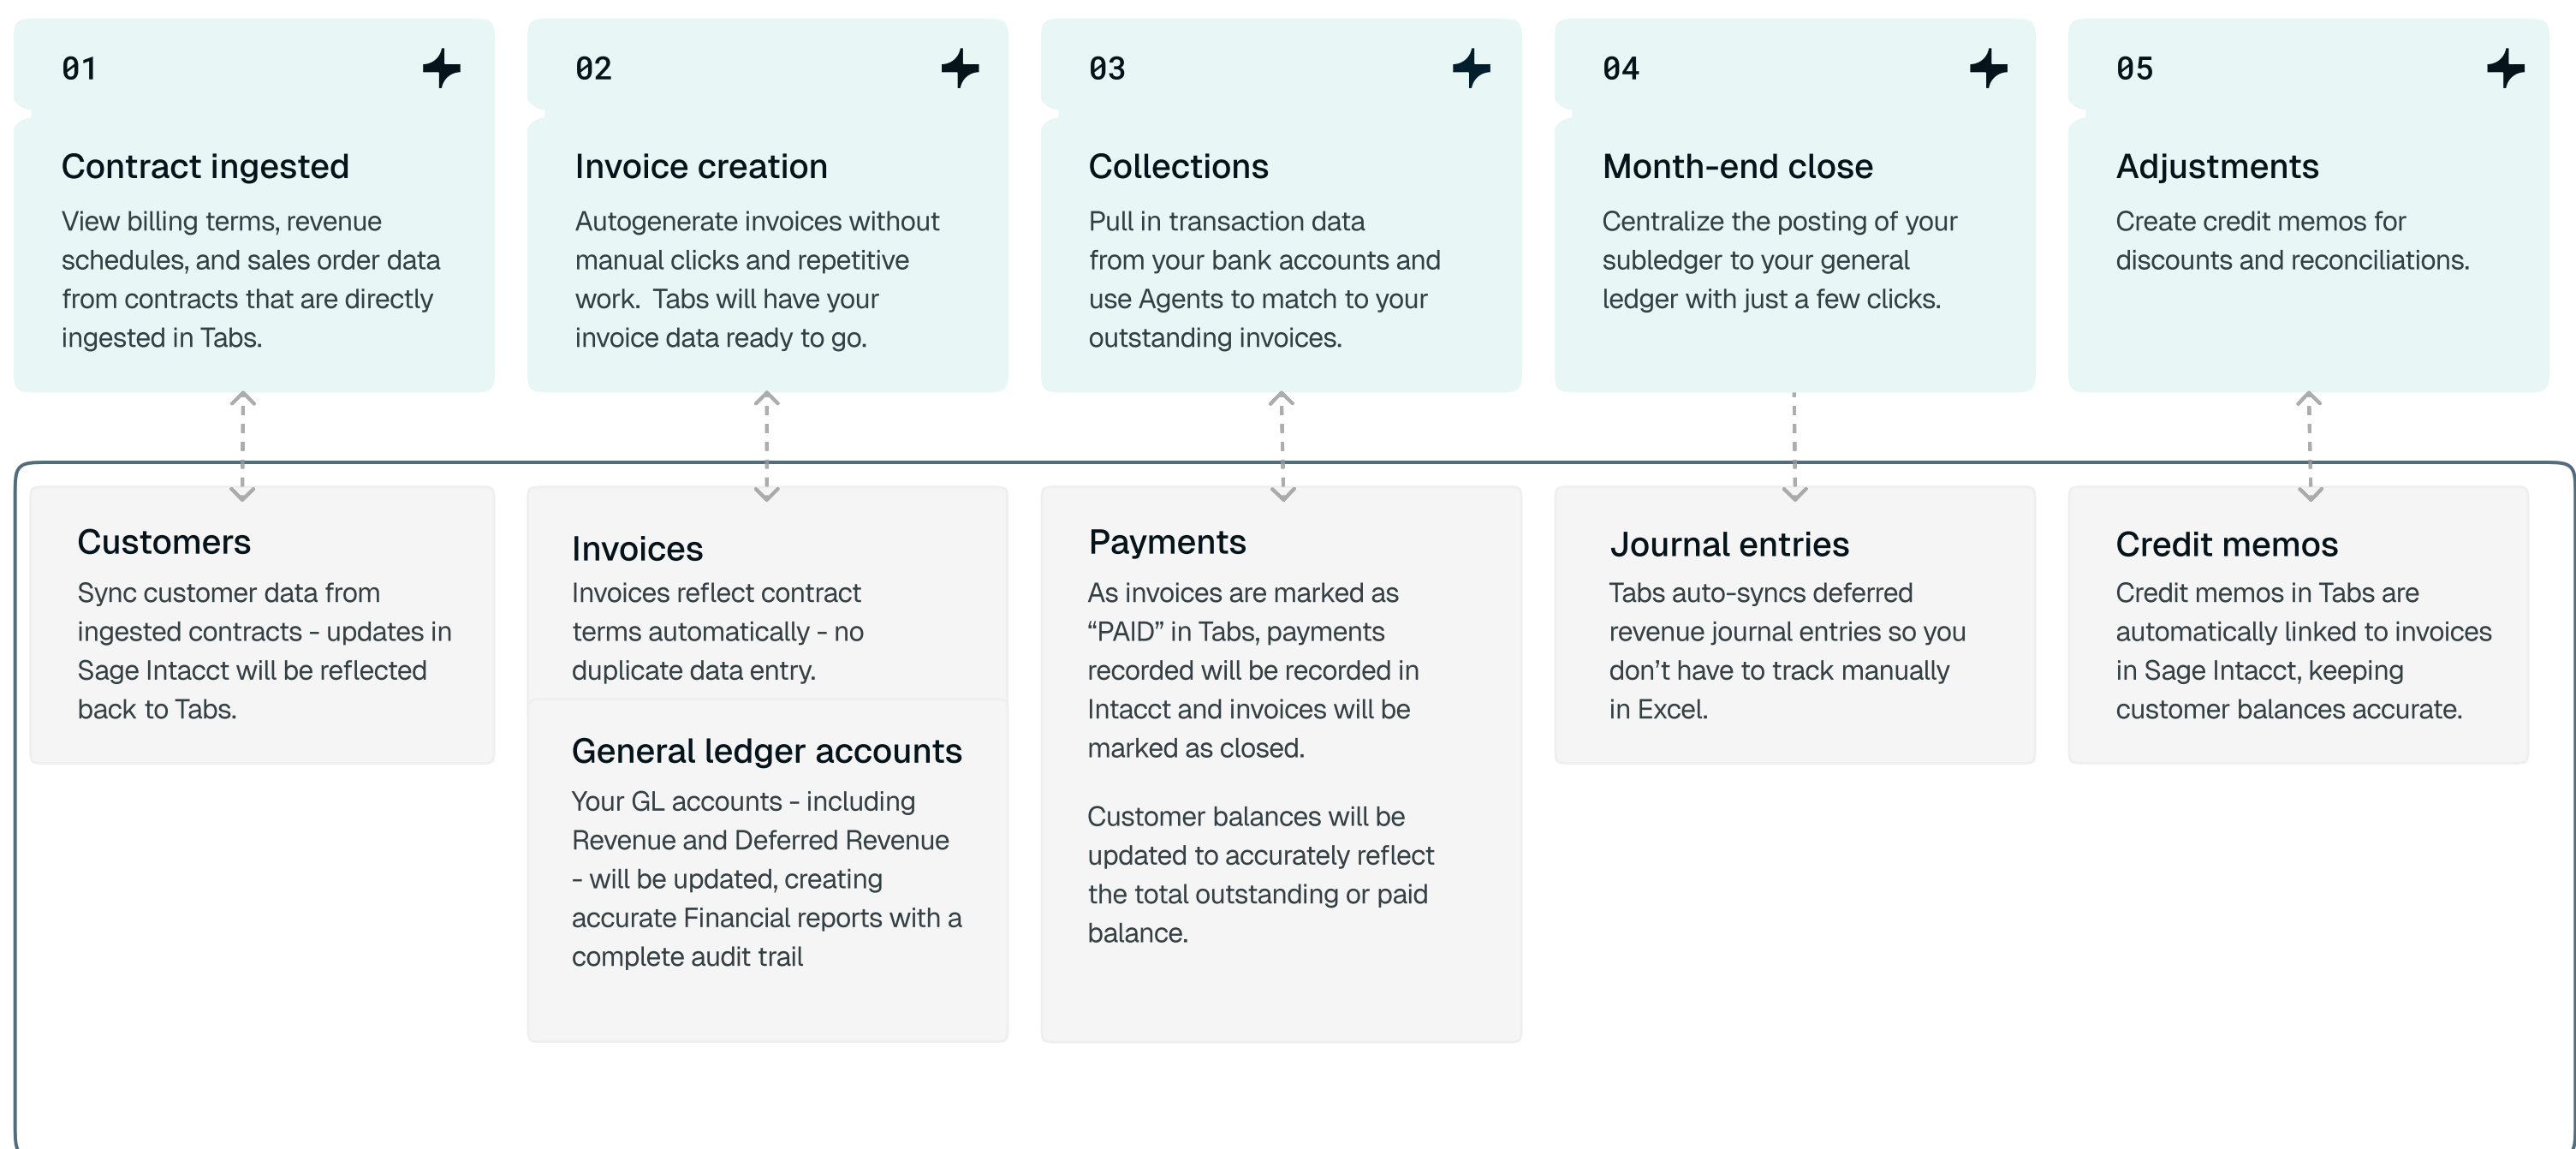 01
Contract ingested
View billing terms, revenue
schedules, and sales order data
from contracts that are directly
ingested in Tabs.
02
Invoice creation
Autogenerate invoices without
manual clicks and repetitive
work.  Tabs will have your
invoice data ready to go.
03
Collections
Pull in transaction data
from your bank accounts and
use Agents to match to your
outstanding invoices.
04
Month-end close
Centralize the posting of your
subledger to your general
ledger with just a few clicks.
05
Adjustments
Create credit memos for
discounts and reconciliations.
Customers
Sync customer data from
ingested contracts - updates in
Sage Intacct will be reflected
back to Tabs.
Invoices
Invoices reflect contract
terms automatically - no
duplicate data entry.
General ledger accounts
Your GL accounts - including
Revenue and Deferred Revenue
- will be updated, creating
accurate Financial reports with a
complete audit trail
Payments
As invoices are marked as
“PAID” in Tabs, payments
recorded will be recorded in
Intacct and invoices will be
marked as closed.
Customer balances will be
updated to accurately reflect
the total outstanding or paid
balance.
Journal entries
Tabs auto-syncs deferred
revenue journal entries so you
don’t have to track manually
in Excel.
Credit memos
Credit memos in Tabs are
automatically linked to invoices
in Sage Intacct, keeping
customer balances accurate.